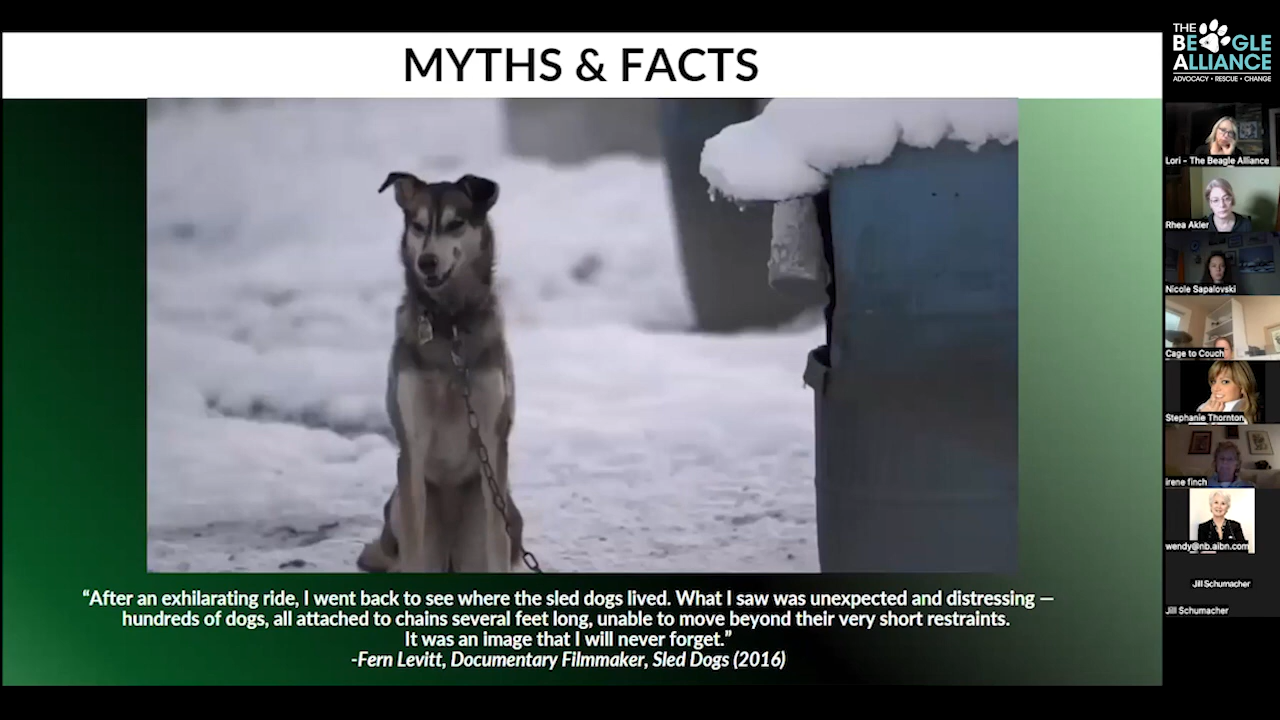 MYTHS & FACTS
“After an exhilarating ride, I went back to see where the sled dogs lived. What I saw was unexpected and distressing —
hundreds of dogs, all attached to chains several feet long, unable to move beyond their very short restraints.
It was an image that I will never forget.”
-Fern Levitt, Documentary Filmmaker, Sled Dogs (2016)
THE
BEAGLE
ALLIANCE
ADVOCACY • RESCUE • CHANGE
Lori - The Beagle Alliance
Rhea Akler
Nicole Sapalovski
Cage to Couch
Stephanie Thornton
irene finch
wendy@nb.aibn.com
Jill Schumacher
Jill Schumacher